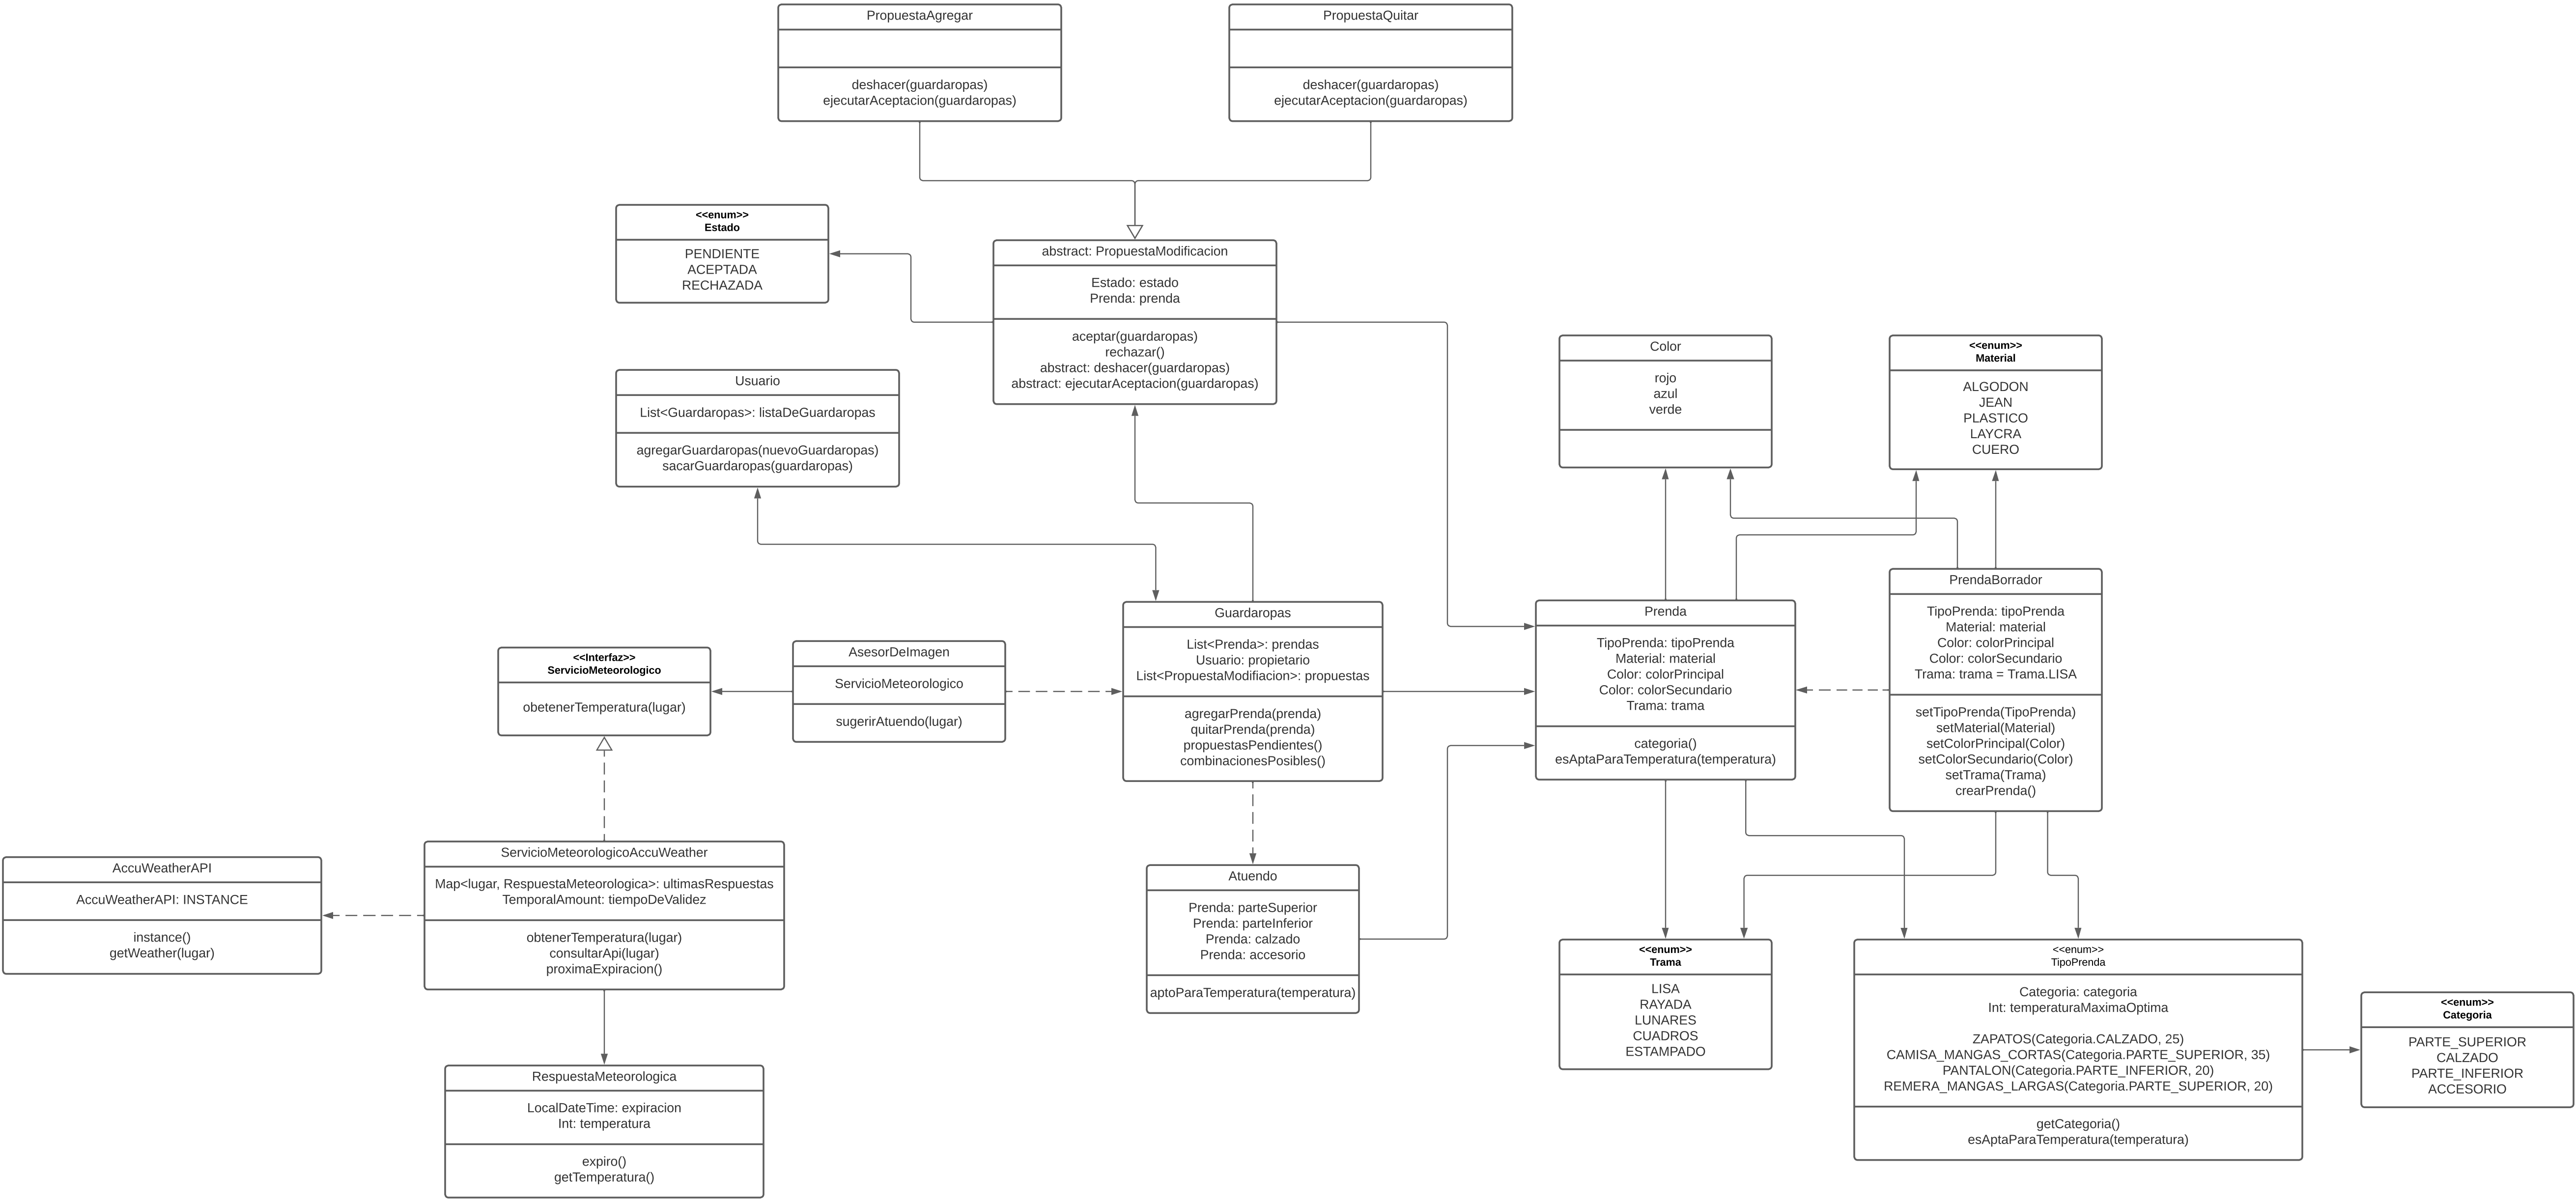 PropuestaAgregar
deshacer(guardaropas)
ejecutarAceptacion(guardaropas)
PropuestaQuitar
deshacer(guardaropas)
ejecutarAceptacion(guardaropas)
<<enum>>
Estado
PENDIENTE
ACEPTADA
RECHAZADA
abstract: PropuestaModificacion
Estado: estado
Prenda: prenda
aceptar(guardaropas)
rechazar()
abstract: deshacer(guardaropas)
abstract: ejecutarAceptacion(guardaropas)
Usuario
List<Guardaropas>: listaDeGuardaropas
agregarGuardaropas(nuevoGuardaropas)
sacarGuardaropas(guardaropas)
Color
rojo
azul
verde
<<enum>>
Material
ALGODON
JEAN
PLASTICO
LAYCRA
CUERO
<<Interfaz>>
ServicioMeteorologico
obetenerTemperatura(lugar)
AsesorDeImagen
ServicioMeteorologico
sugerirAtuendo(lugar)
Guardaropas
List<Prenda>: prendas
Usuario: propietario
List<PropuestaModifiacion>: propuestas
agregarPrenda(prenda)
quitarPrenda(prenda)
propuestasPendientes()
combinacionesPosibles()
Prenda
TipoPrenda: tipoPrenda
Material: material
Color: colorPrincipal
Color: colorSecundario
Trama: trama
categoria()
esAptaParaTemperatura(temperatura)
PrendaBorrador
TipoPrenda: tipoPrenda
Material: material
Color: colorPrincipal
Color: colorSecundario
Trama: trama = Trama.LISA
setTipoPrenda(TipoPrenda)
setMaterial(Material)
setColorPrincipal(Color)
setColorSecundario(Color)
setTrama(Trama)
crearPrenda()
AccuWeatherAPI
AccuWeatherAPI: INSTANCE
instance()
getWeather(lugar)
ServicioMeteorologicoAccuWeather
Map<lugar, RespuestaMeteorologica>: ultimasRespuestas
TemporalAmount: tiempoDeValidez
obtenerTemperatura(lugar)
consultarApi(lugar)
proximaExpiracion()
Atuendo
Prenda: parteSuperior
Prenda: parteInferior
Prenda: calzado
Prenda: accesorio
aptoParaTemperatura(temperatura)
<<enum>>
Trama
LISA
RAYADA
LUNARES
CUADROS
ESTAMPADO
<<enum>>
TipoPrenda
Categoria: categoria
Int: temperaturaMaximaOptima
ZAPATOS(Categoria.CALZADO, 25)
CAMISA_MANGAS_CORTAS(Categoria.PARTE_SUPERIOR, 35)
PANTALON(Categoria.PARTE_INFERIOR, 20)
REMERA_MANGAS_LARGAS(Categoria.PARTE_SUPERIOR, 20)
getCategoria()
esAptaParaTemperatura(temperatura)
<<enum>>
Categoria
PARTE_SUPERIOR
CALZADO
PARTE_INFERIOR
ACCESORIO
RespuestaMeteorologica
LocalDateTime: expiracion
Int: temperatura
expiro()
getTemperatura()